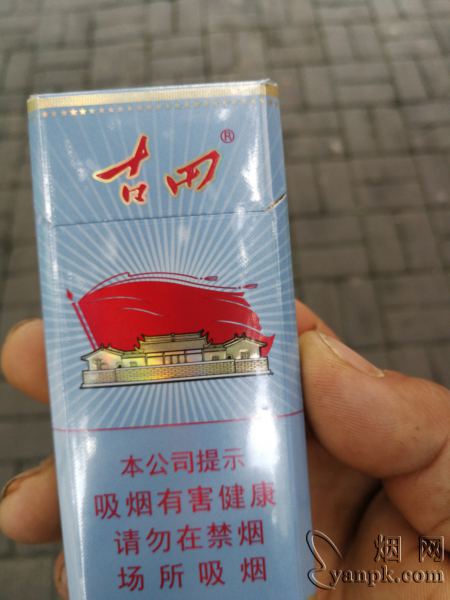 古田®
本公司提示
吸烟有害健康
请勿在禁烟
场所吸烟
烟网
yanpk.com